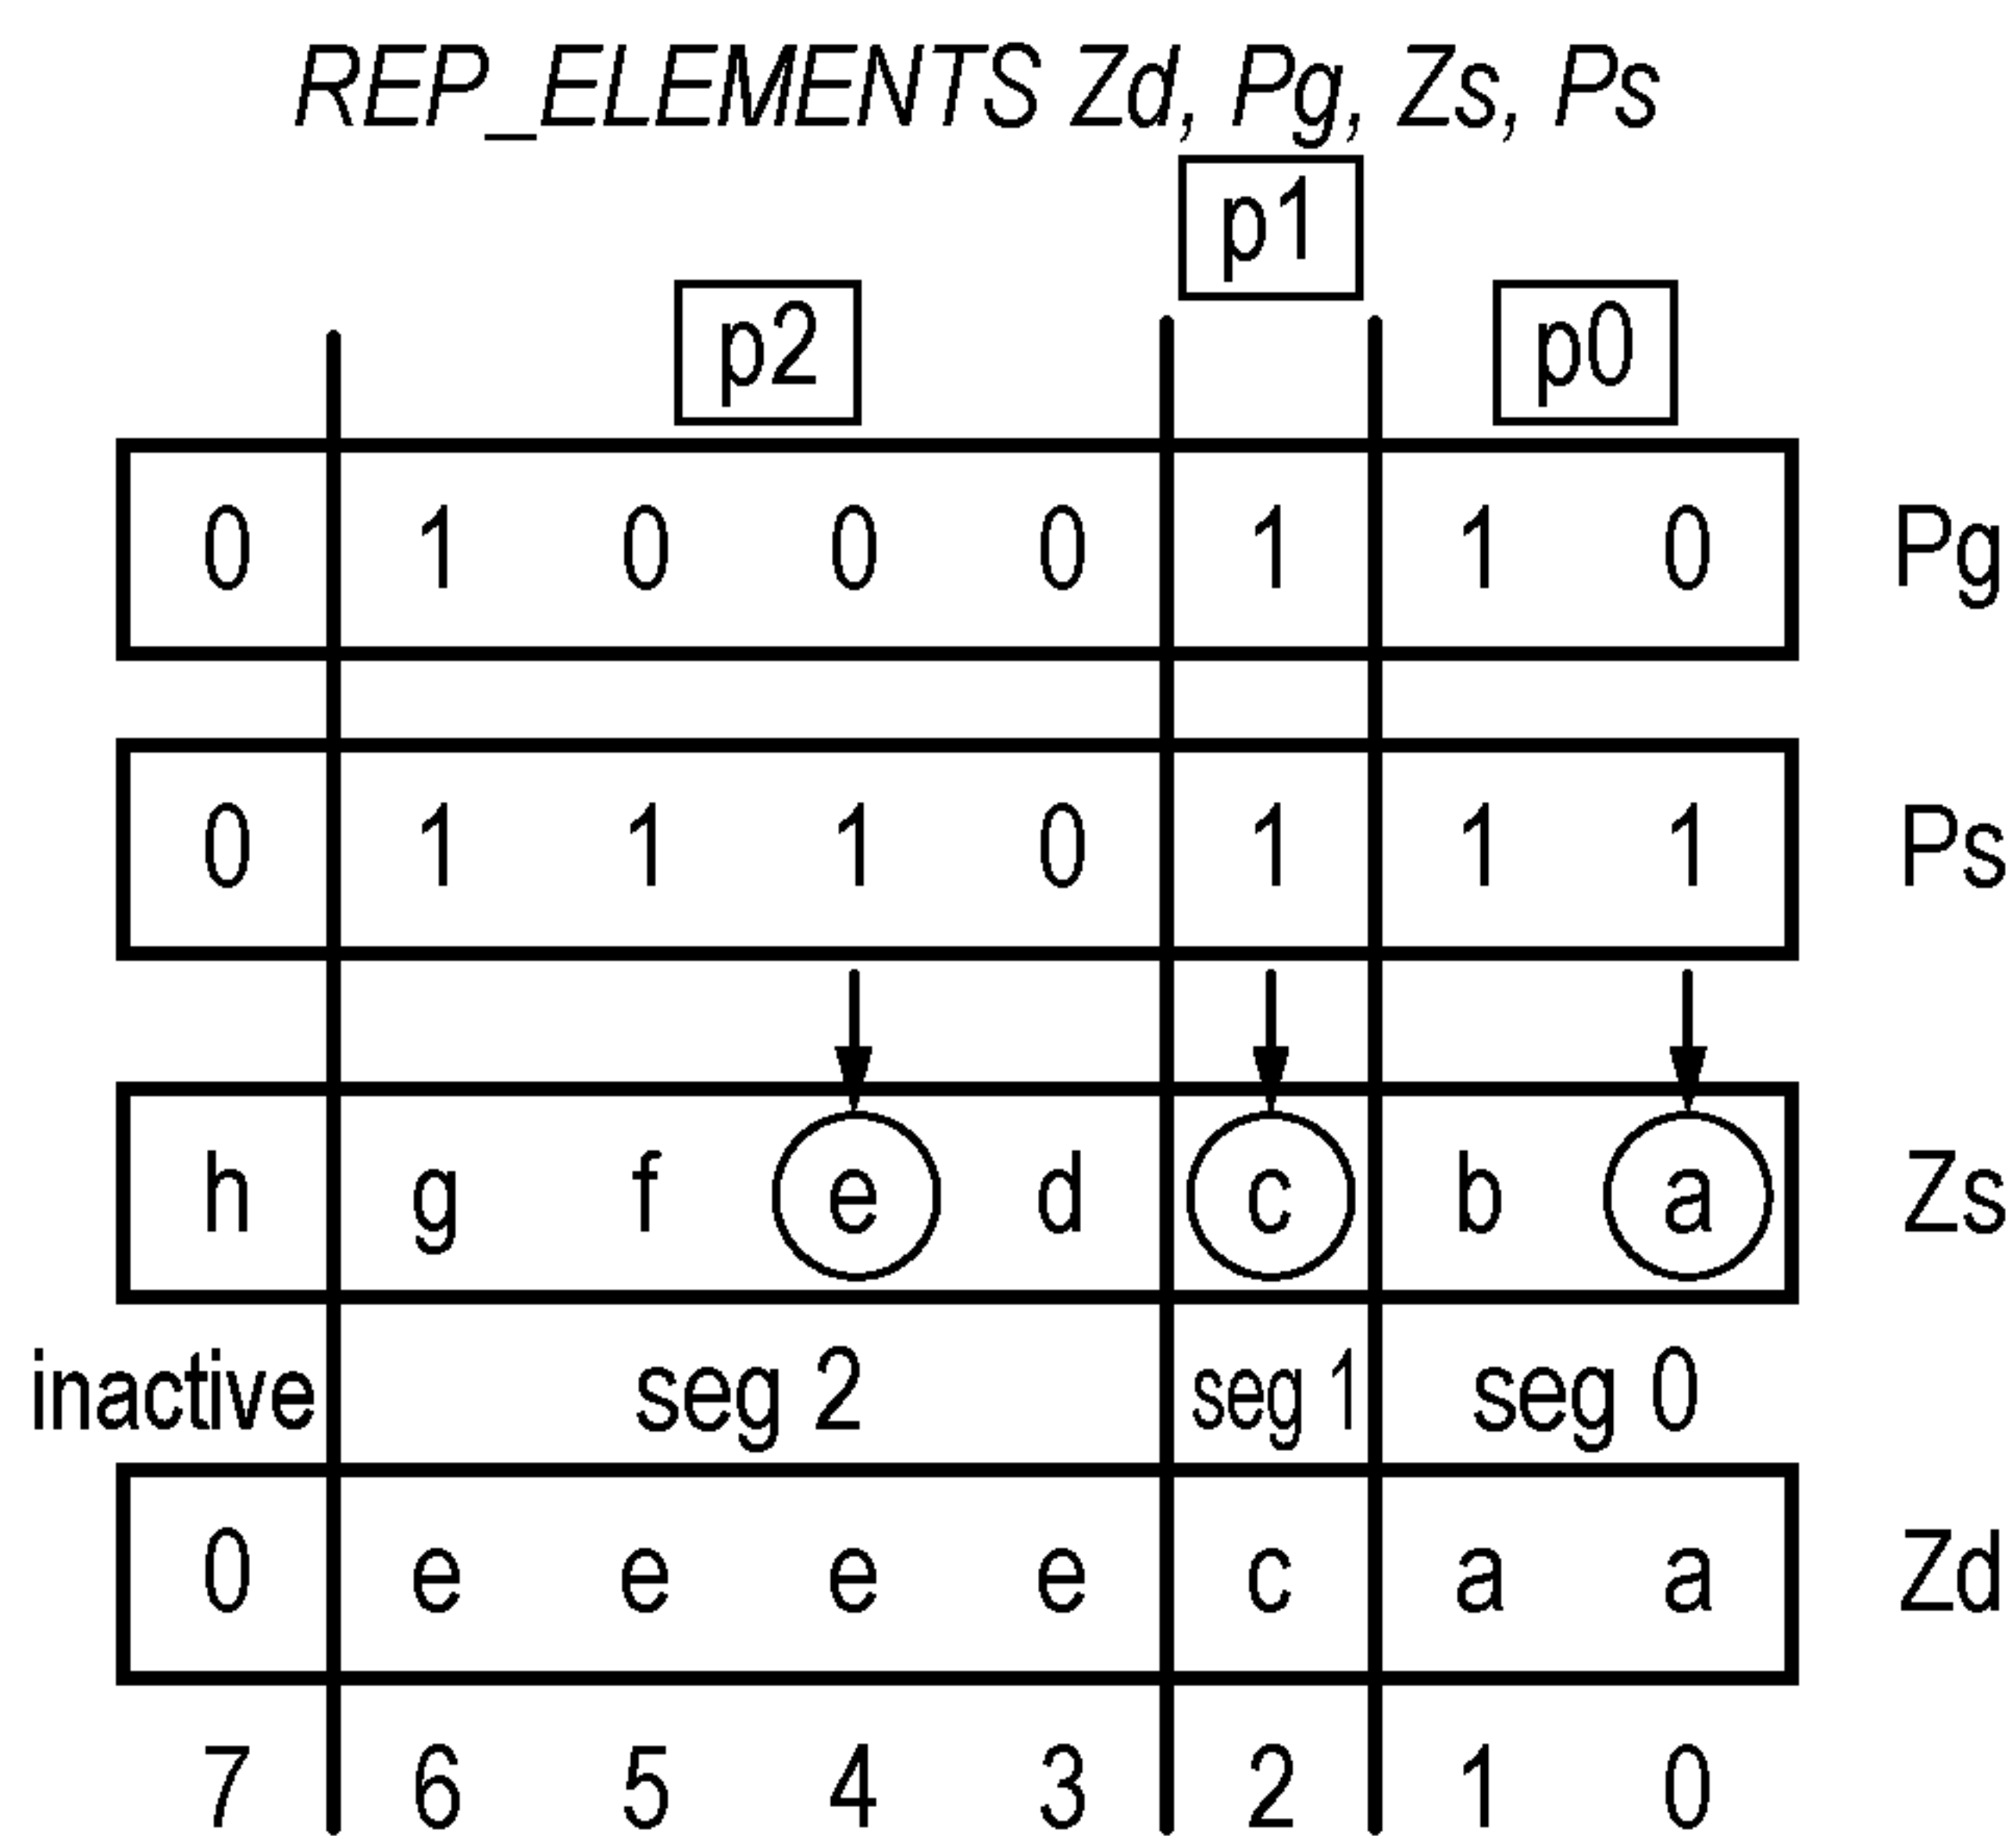 REP_ELEMENTS Zd, Pg, Zs, Ps
p1
p2 p0
0 1 0 0 0 1 1 0 Pg
0 1 1 1 0 1 1 1 Ps
h g f e d c b a Zs
inactive seg 2 seg 1 seg 0
0 e e e e c a a Zd
7 6 5 4 3 2 1 0